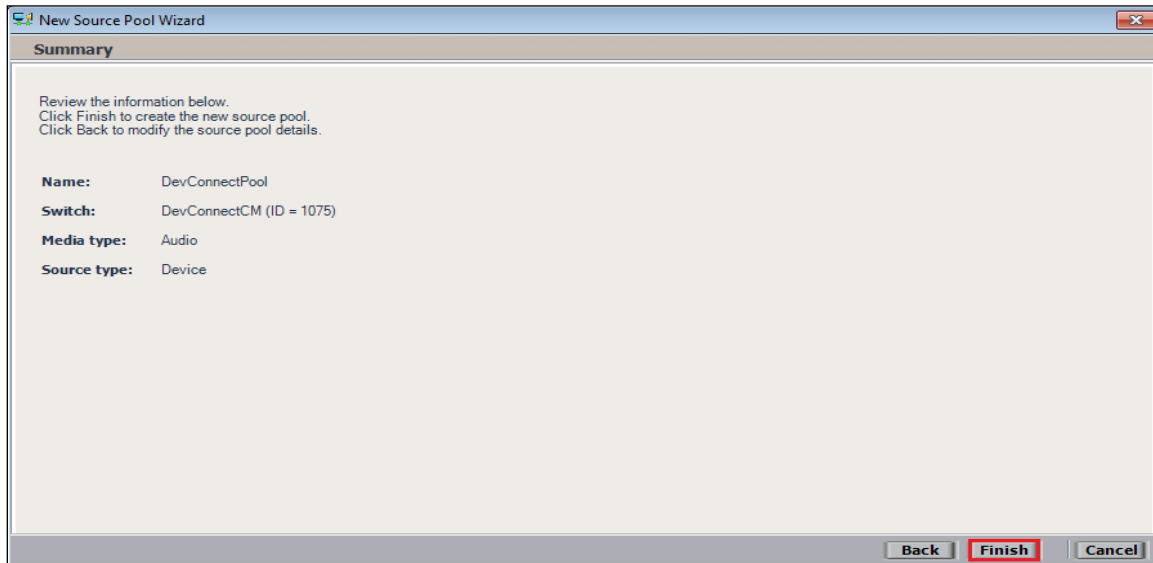 New Source Pool Wizard
Summary
Review the information below.
Click Finish to create the new source pool.
Click Back to modify the source pool details.
Name: DevConnectPool
Switch: DevConnectCM (ID = 1075)
Media type: Audio
Source type: Device
Back Finish Cancel